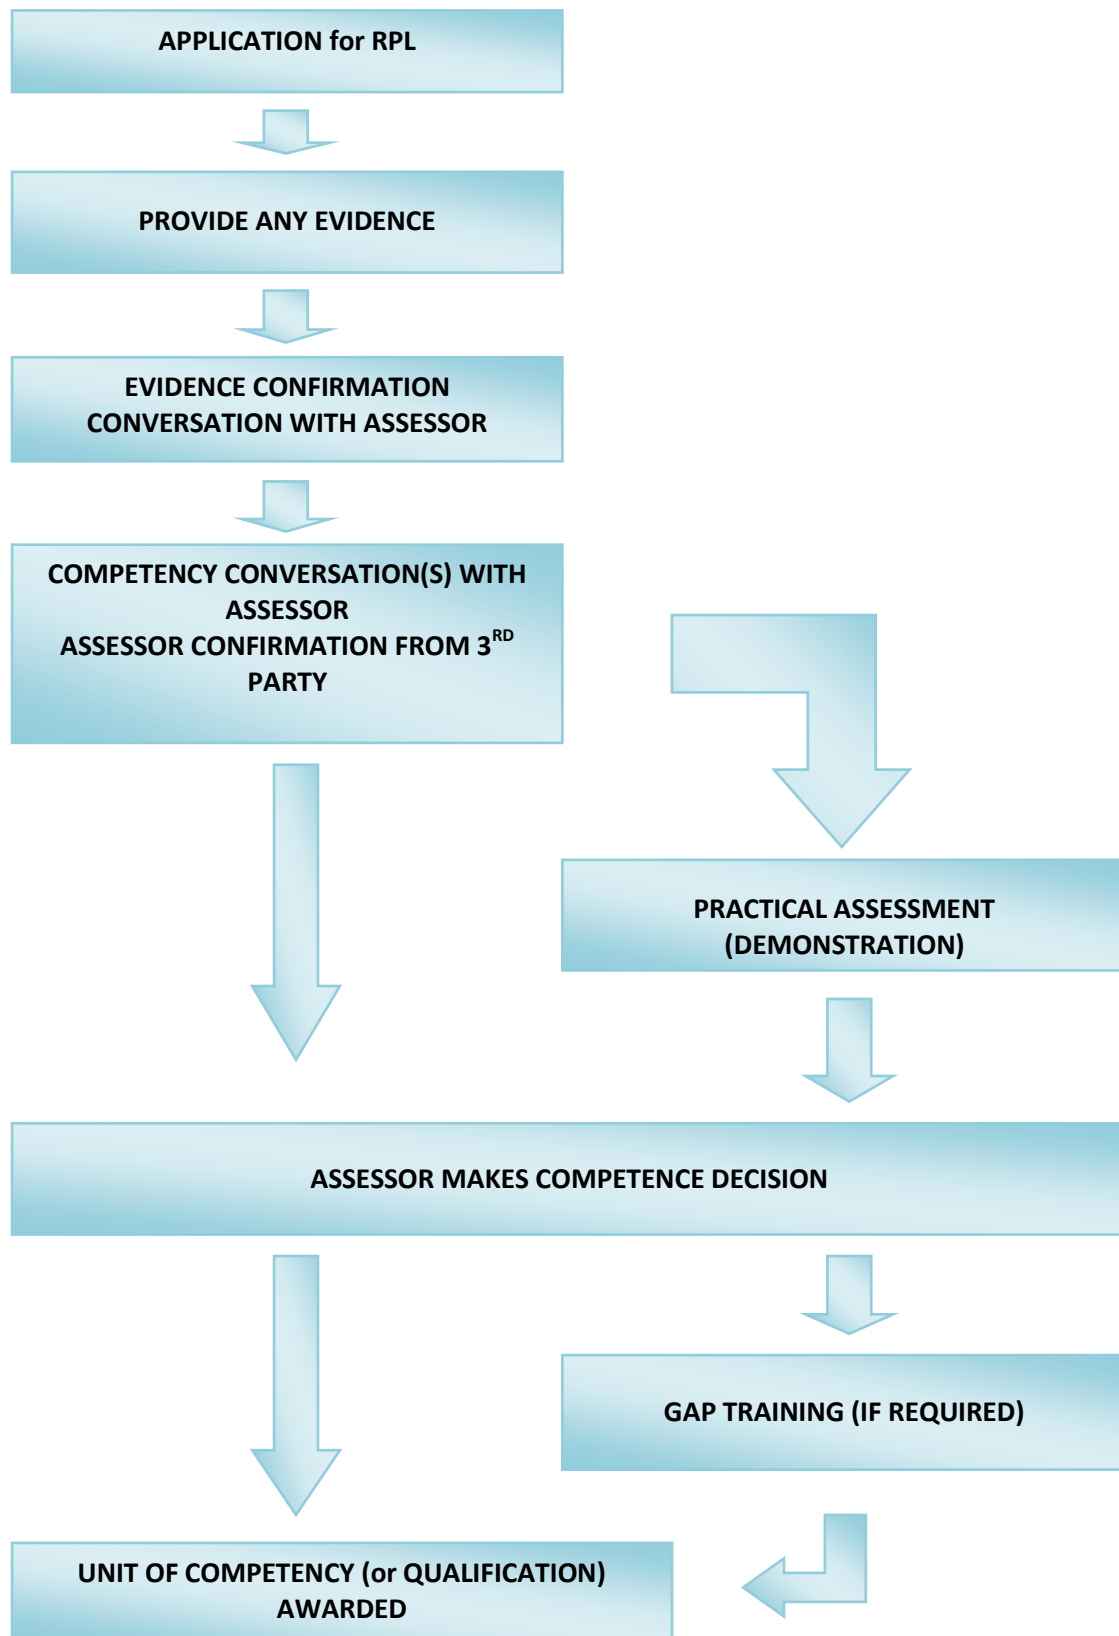 APPLICATION for RPL
PROVIDE ANY EVIDENCE
EVIDENCE CONFIRMATION
CONVERSATION WITH ASSESSOR
COMPETENCY CONVERSATION(S) WITH
ASSESSOR
ASSESSOR CONFIRMATION FROM 3RD
PARTY
PRACTICAL ASSESSMENT
(DEMONSTRATION)
ASSESSOR MAKES COMPETENCE DECISION
GAP TRAINING (IF REQUIRED)
UNIT OF COMPETENCY (or QUALIFICATION)
AWARDED